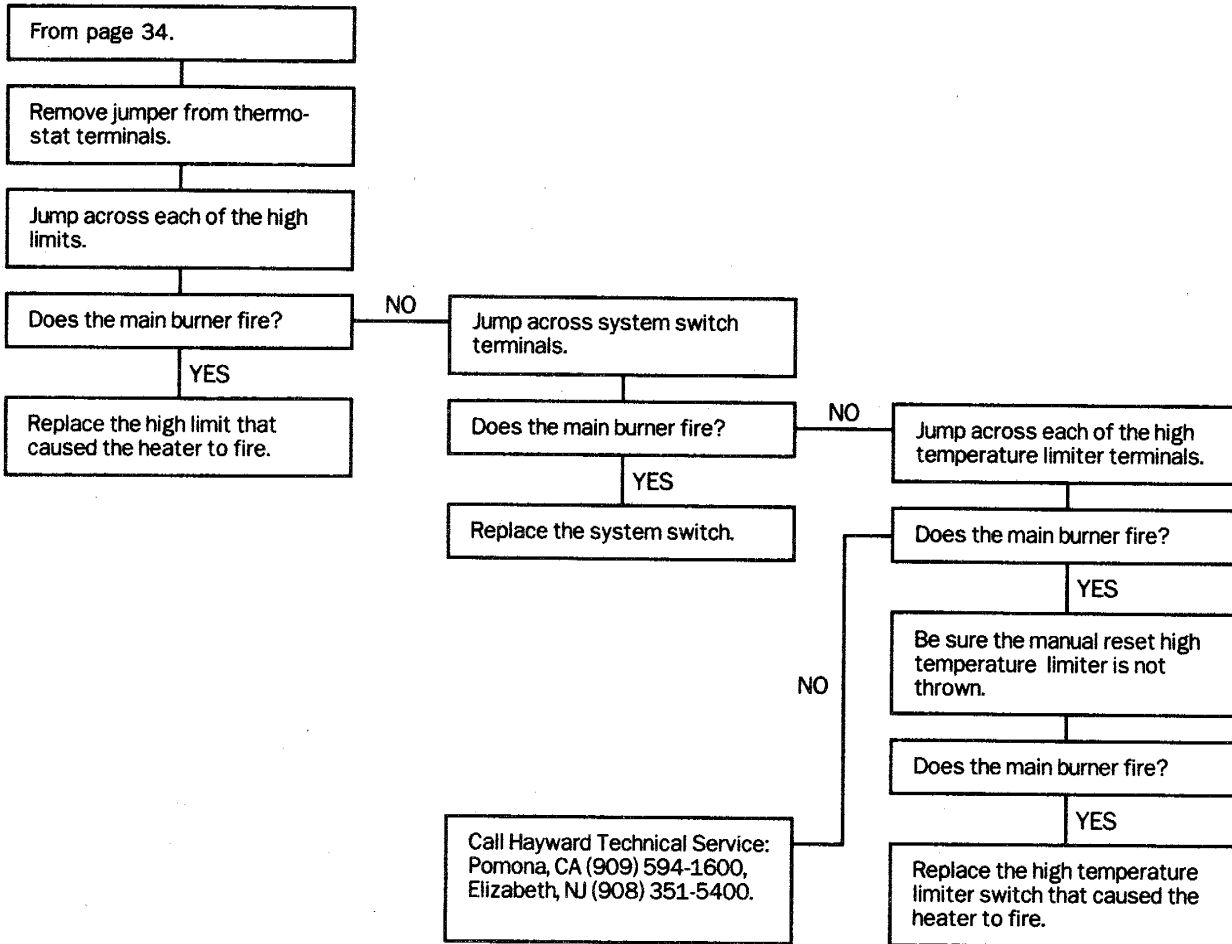 From page 34.
Remove jumper from thermo-
stat terminals.
Jump across each of the high
limits.
Does the main burner fire?
NO
YES
Replace the high limit that
caused the heater to fire.
Jump across system switch
terminals.
Does the main burner fire?
NO
YES
Replace the system switch.
Jump across each of the high
temperature limiter terminals.
Does the main burner fire?
YES
NO
Be sure the manual reset high
temperature limiter is not
thrown.
Does the main burner fire?
YES
Replace the high temperature
limiter switch that caused the
heater to fire.
Call Hayward Technical Service:
Pomona, CA (909) 594-1600,
Elizabeth, NJ (908) 351-5400.